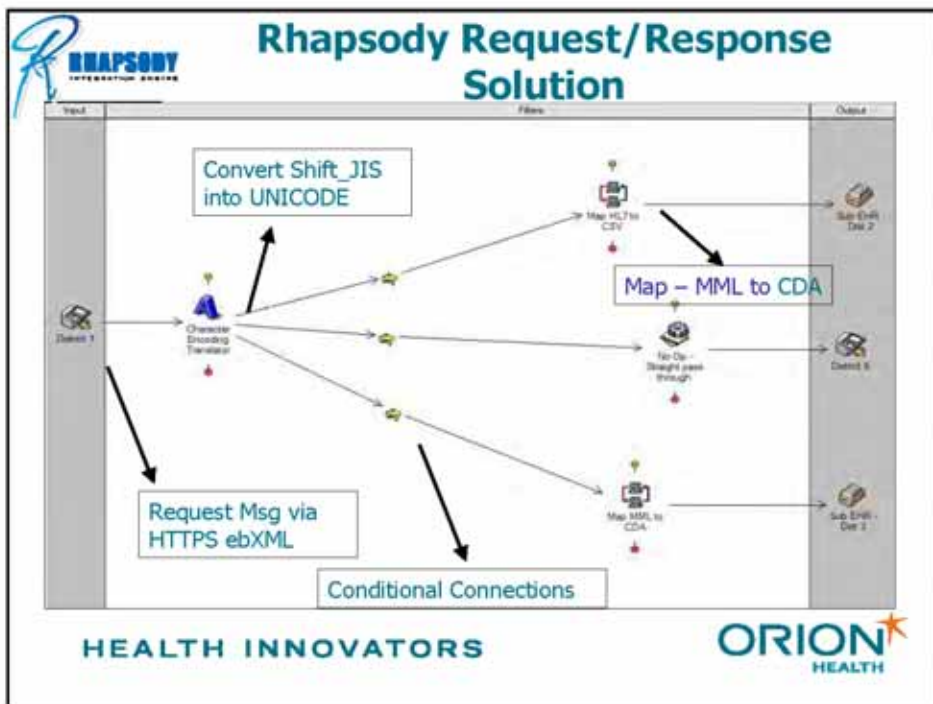 RHAPSODY
INTEGRATION ENGINE
Rhapsody Request/Response
Solution
Input
Filters
Output
Convert Shift_JIS
into UNICODE
Map HL7 to
CSV
Sub EHR
Dist 2
Map – MML to CDA
District 1
Character
Encoding
Translator
No-Op -
Straight pass
through
District
Request Msg via
HTTPS ebXML
Map MML to
CDA
Sub EHR -
Dist 3
Conditional Connections
HEALTH INNOVATORS
ORION
HEALTH